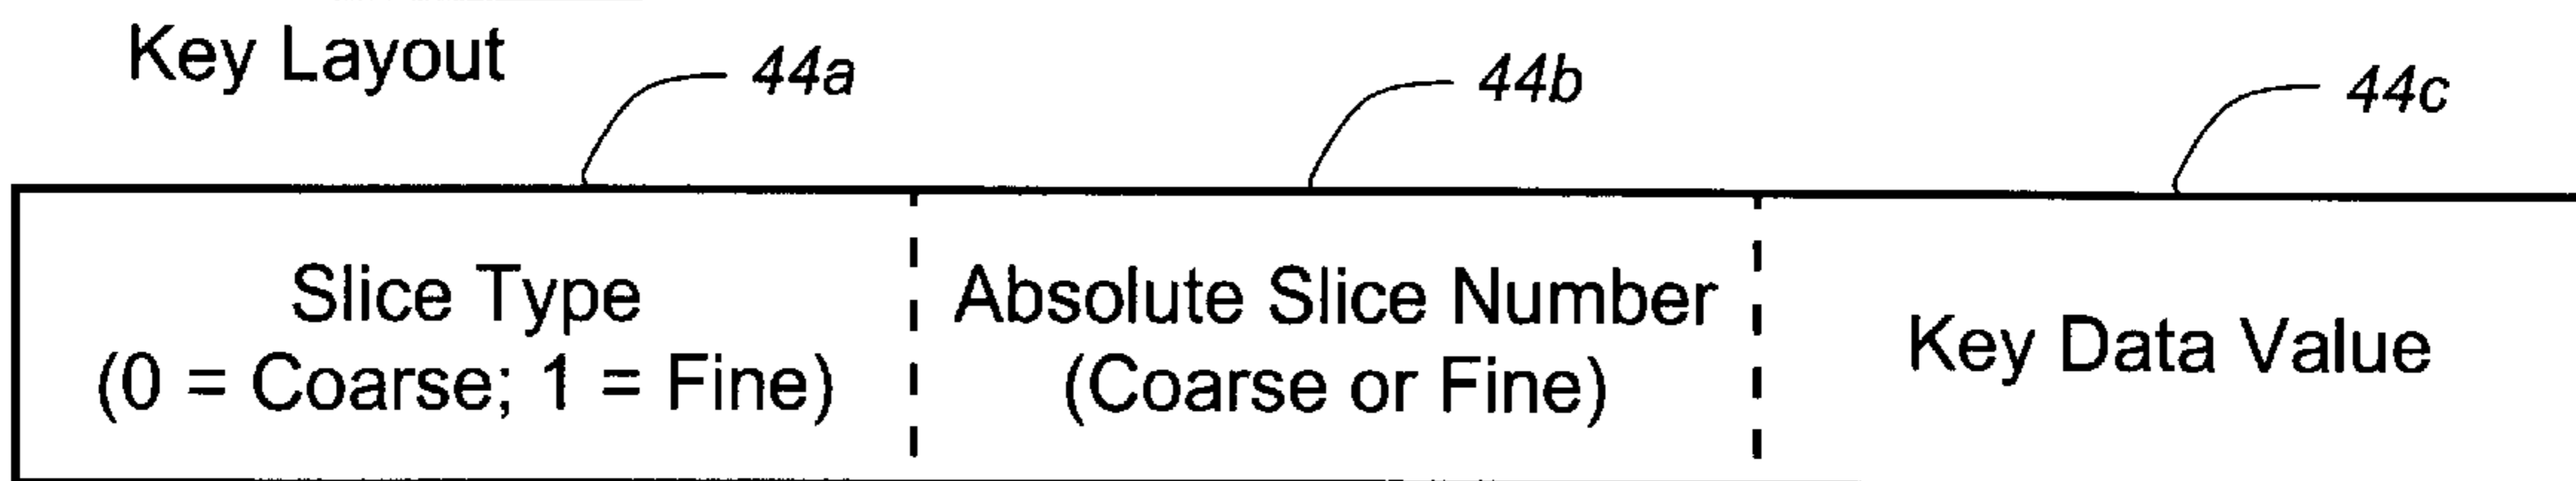 Key Layout
44a
44b
44c
Slice Type
(0 = Coarse; 1 = Fine)
Absolute Slice Number
(Coarse or Fine)
Key Data Value